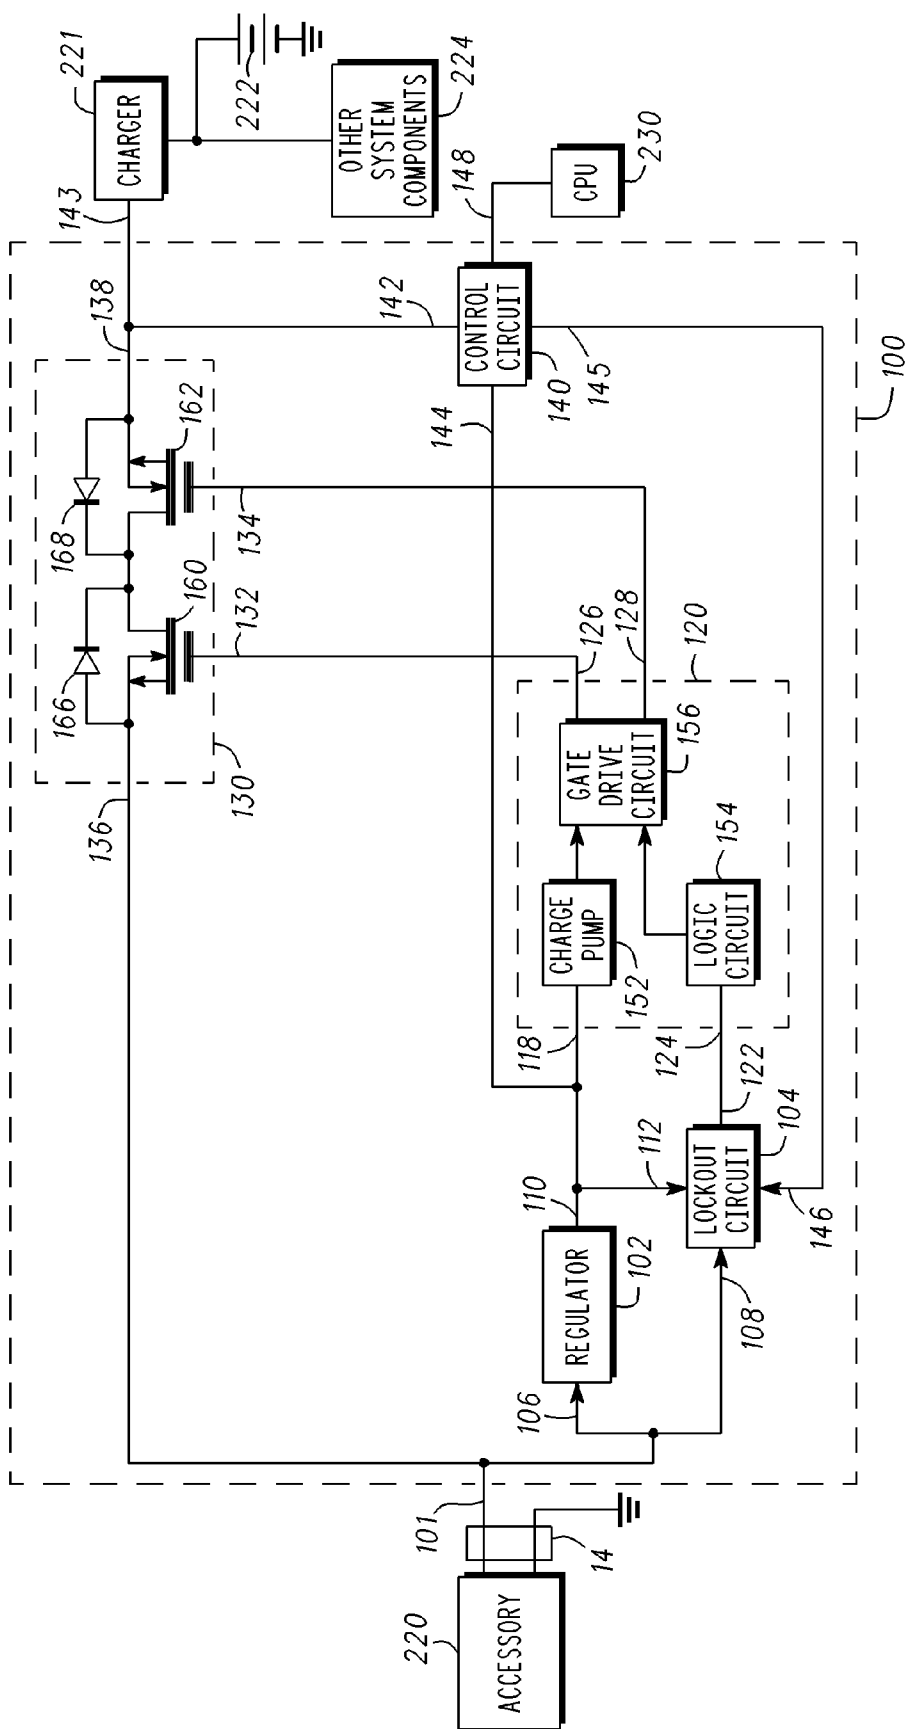 220
ACCESSORY
14
101
136
130
166
160
168
162
132
134
138
143
CHARGER
221
222
OTHER
SYSTEM
COMPONENTS
224
148
CPU
230
142
CONTROL
CIRCUIT
140
145
144
100
106
REGULATOR
102
110
112
108
LOCKOUT
CIRCUIT
104
146
122
124
118
CHARGE
PUMP
152
LOGIC
CIRCUIT
154
GATE
DRIVE
CIRCUIT
156
126
128
120